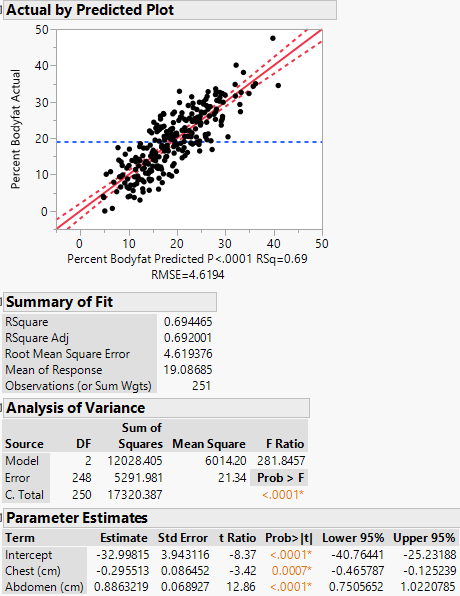 Actual by Predicted Plot
50
40
30
20
10
0
Percent Bodyfat Actual
0 10 20 30 40 50
Percent Bodyfat Predicted P<.0001 RSq=0.69
RMSE=4.6194
Summary of Fit
RSquare 0.694465
RSquare Adj 0.692001
Root Mean Square Error 4.619376
Mean of Response 19.08685
Observations (or Sum Wgts) 251
Analysis of Variance
Sum of
Source DF Squares Mean Square F Ratio
Model 2 12028.405 6014.20 281.8457
Error 248 5291.981 21.34 Prob > F
C. Total 250 17320.387 <.0001*
Parameter Estimates
Term Estimate Std Error t Ratio Prob>|t| Lower 95% Upper 95%
Intercept -32.99815 3.943116 -8.37 <.0001* -40.76441 -25.23188
Chest (cm) -0.295513 0.086452 -3.42 0.0007* -0.465787 -0.125239
Abdomen (cm) 0.8863219 0.068927 12.86 <.0001* 0.7505652 1.0220785